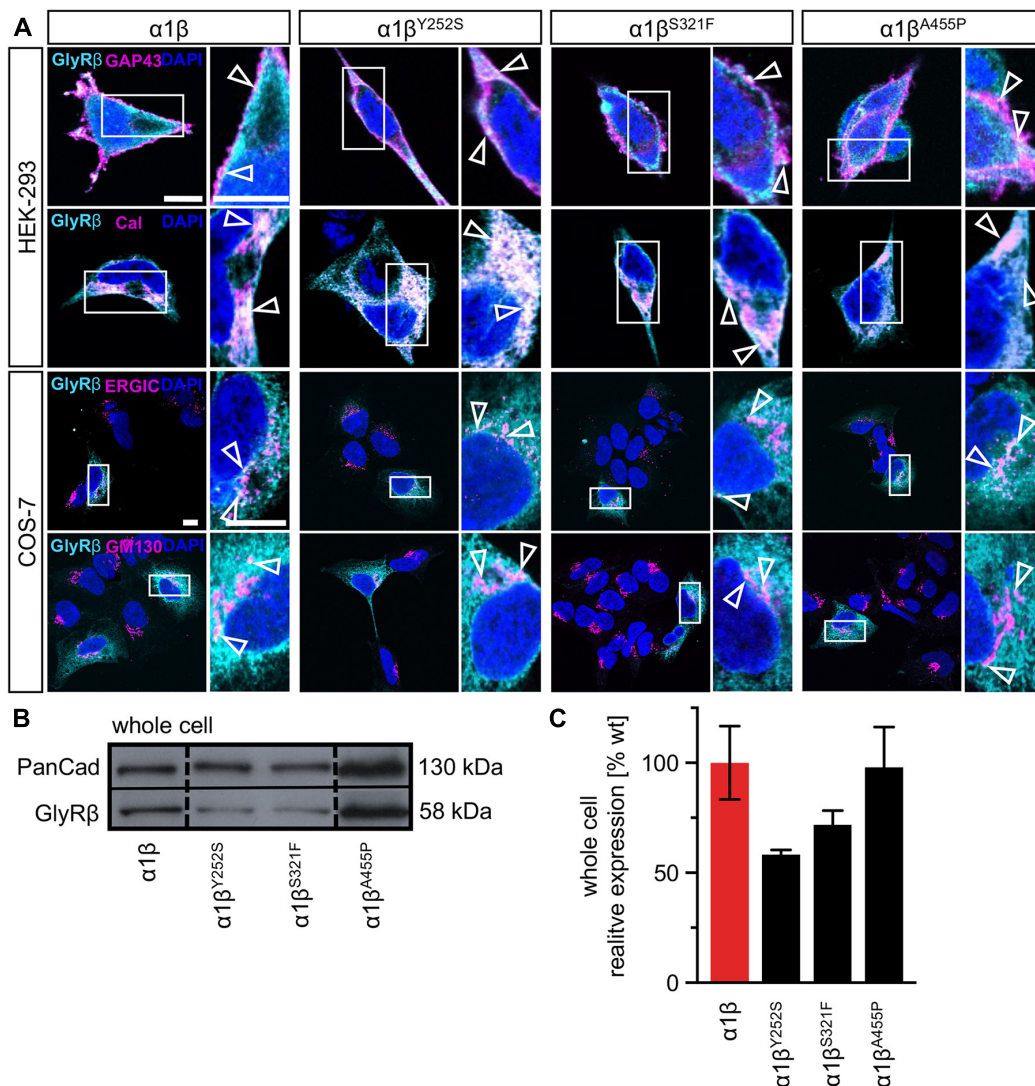 A
α1β
α1βY252S
α1βS321F
α1βA455P
HEK-293
GlyRβ GAP43 DAPI
GlyRβ Cal DAPI
COS-7
GlyRβ ERGIC DAPI
GlyRβ GM130 DAPI
B
whole cell
PanCad 130 kDa
GlyRβ 58 kDa
α1β
α1βY252S
α1βS321F
α1βA455P
C
whole cell
realitve expression [% wt]
100
50
0
α1β
α1βY252S
α1βS321F
α1βA455P